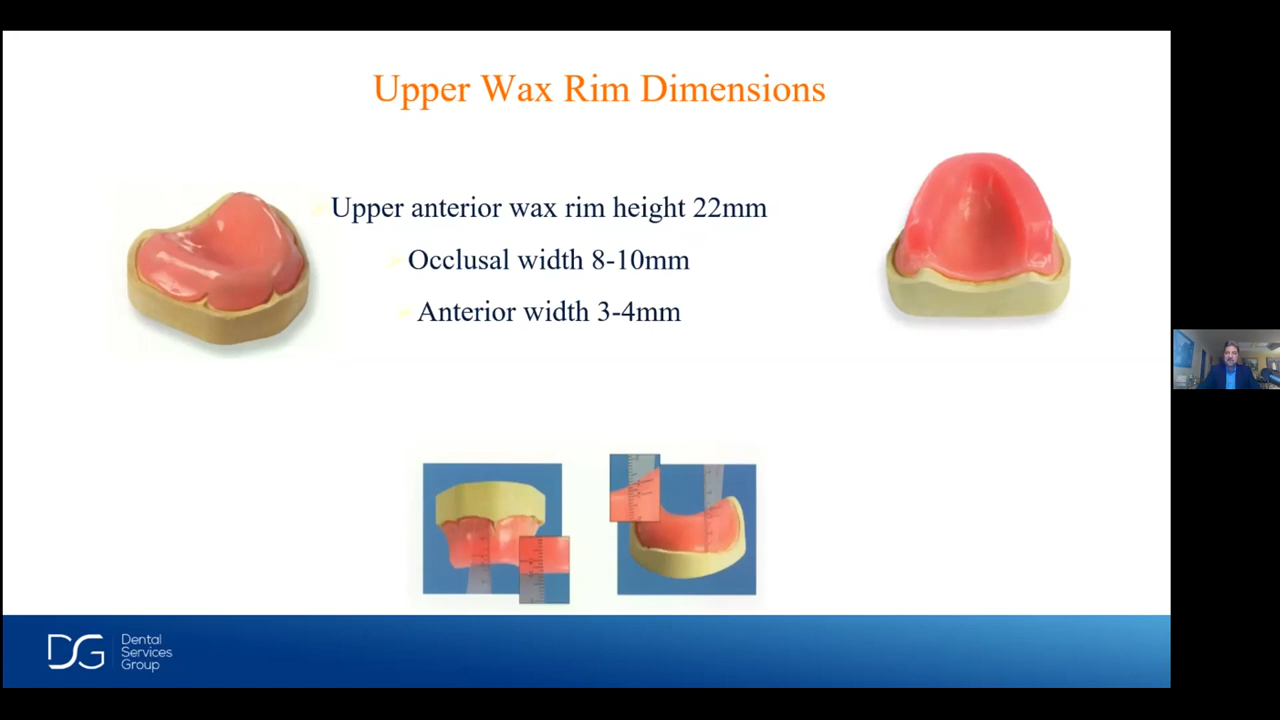 Upper Wax Rim Dimensions
Upper anterior wax rim height 22mm
Occlusal width 8-10mm
Anterior width 3-4mm
DG
Dental
Services
Group